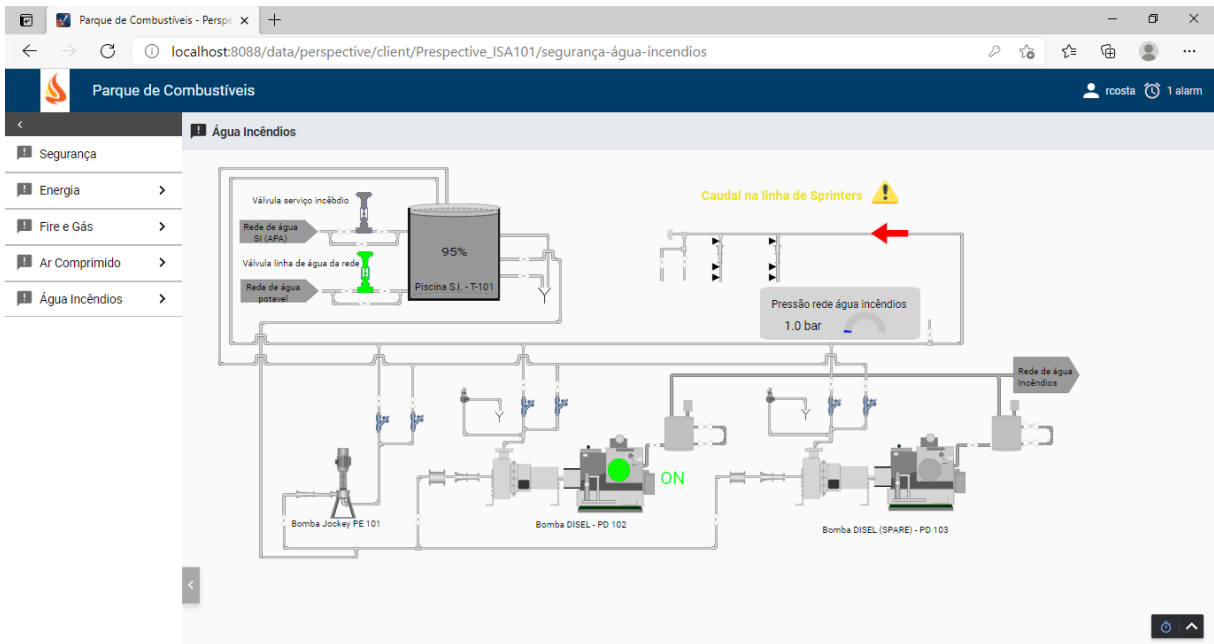 Parque de Combustíveis - Perspe
localhost:8088/data/perspective/client/Prespective_ISA101/segurança-água-incendios
Parque de Combustíveis
rcosta
1 alarm
Água Incêndios
Segurança
Energia
Fire e Gás
Ar Comprimido
Água Incêndios
Válvula serviço incêbdio
Rede de água
SI (APA)
Válvula linha de água da rede
Rede de água
potavel
95%
Piscina S.I. - T-101
Caudal na linha de Sprinters
Pressão rede água incêndios
1.0 bar
Rede de água
Incêndios
ON
Bomba Jockey PE 101
Bomba DISEL - PD 102
Bomba DISEL (SPARE) - PD 103